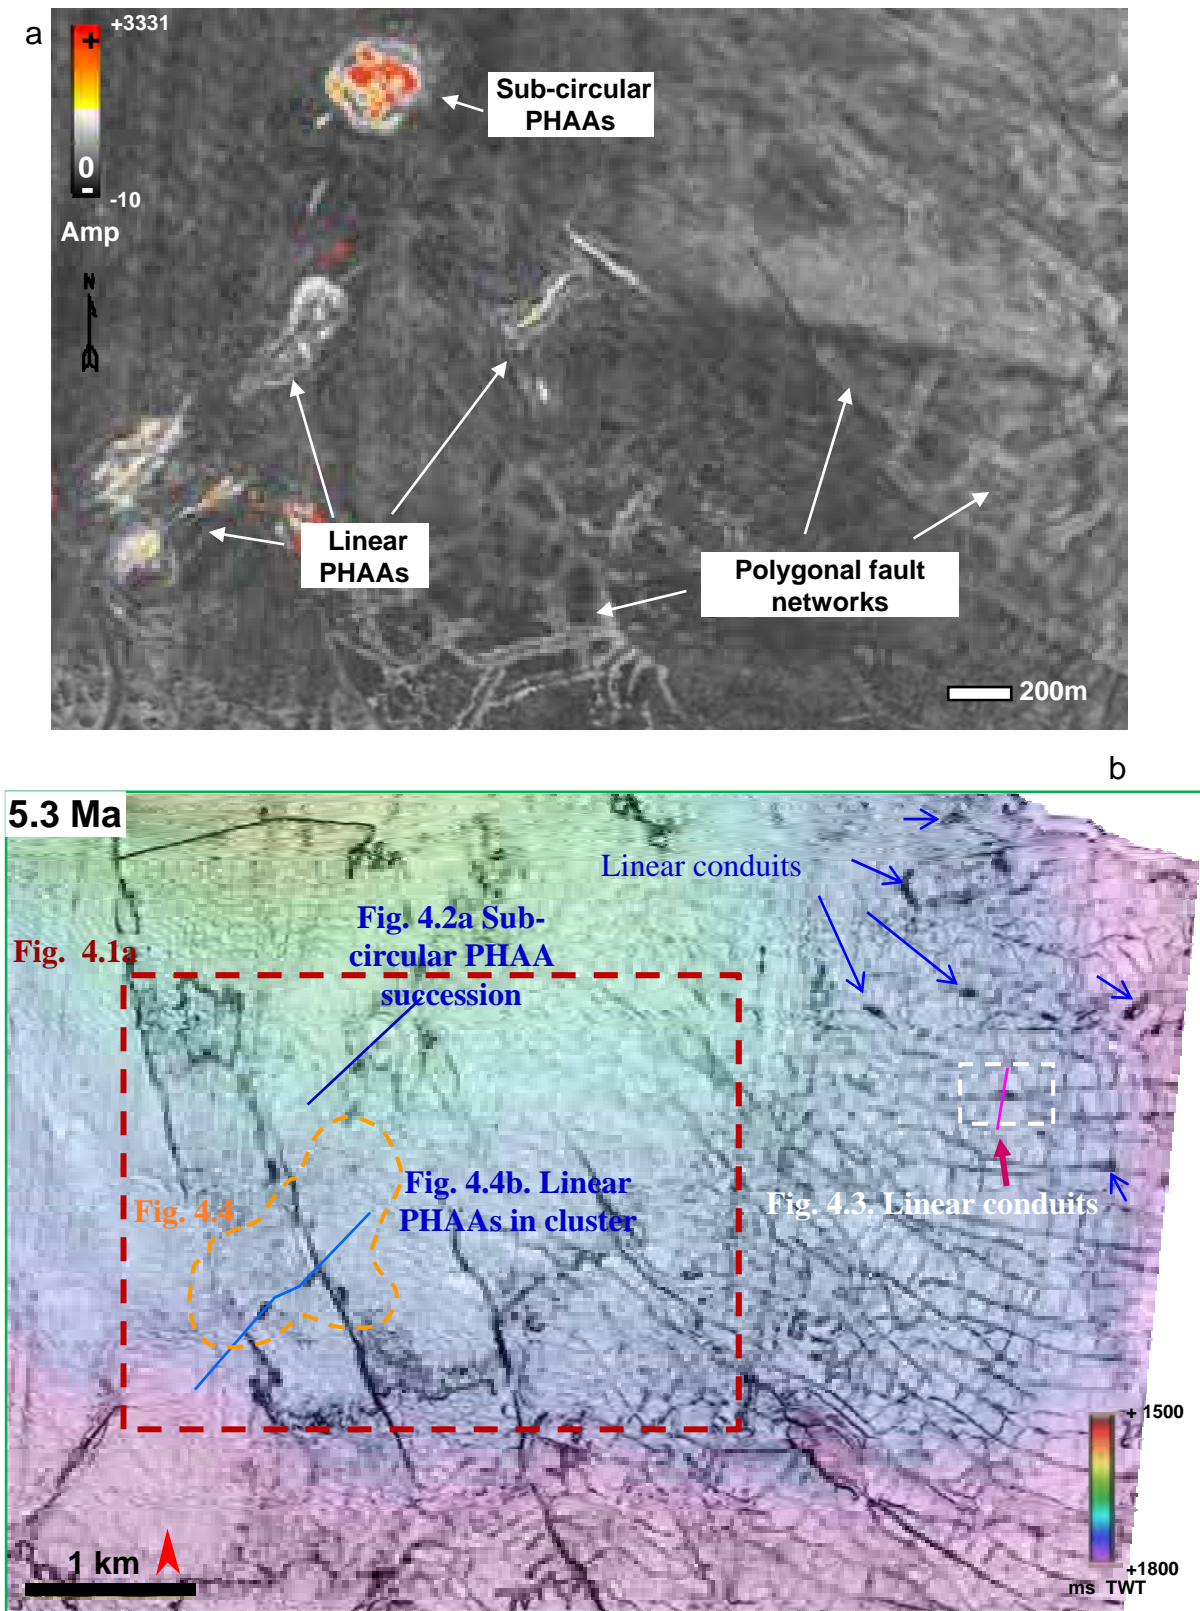 a
+3331
+
0
-
-10
Amp
N
Sub-circular
PHAAs
Linear
PHAAs
Polygonal fault
networks
200m
b
5.3 Ma
Linear conduits
Fig. 4.2a Sub-
circular PHAA
succession
Fig. 4.1a
Fig. 4.4
Fig. 4.4b. Linear
PHAAs in cluster
Fig. 4.3. Linear conduits
+ 1500
+1800
ms TWT
1 km